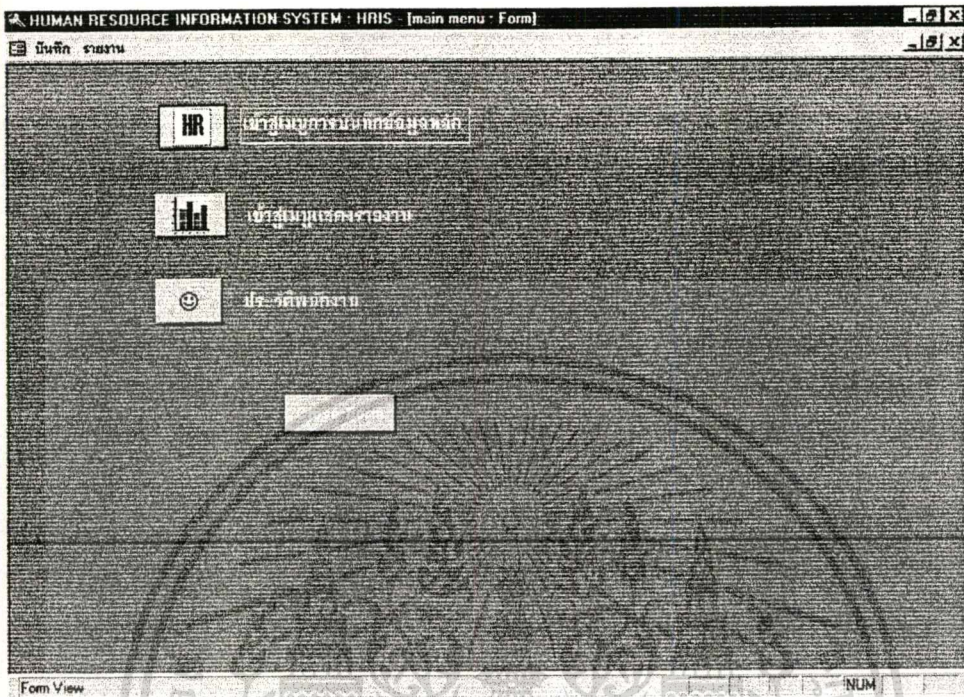 HUMAN RESOURCE INFORMATION SYSTEM : HRIS - [main menu : Form]
บันทึก รายงาน
HR เข้าสู่เมนูการบันทึกข้อมูลหลัก
เข้าสู่เมนูแสดงรายงาน
ประวัติพนักงาน
Form View NUM